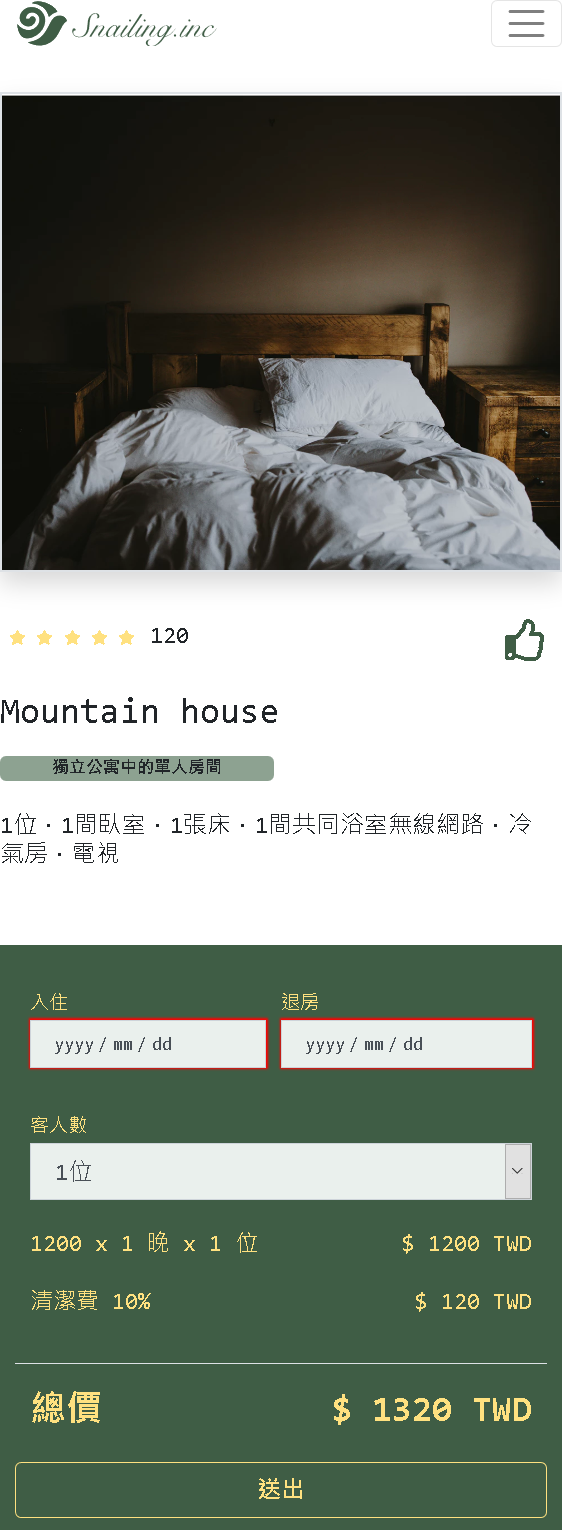 Snailing.inc
120
Mountain house
獨立公寓中的單人房間
1位·1間臥室·1張床·1間共同浴室無線網路·冷
氣房·電視
入住 退房
yyyy / mm / dd yyyy / mm / dd
客人數
1位
1200 x 1 晚 x 1 位 $ 1200 TWD
清潔費 10% $ 120 TWD
總價 $ 1320 TWD
送出